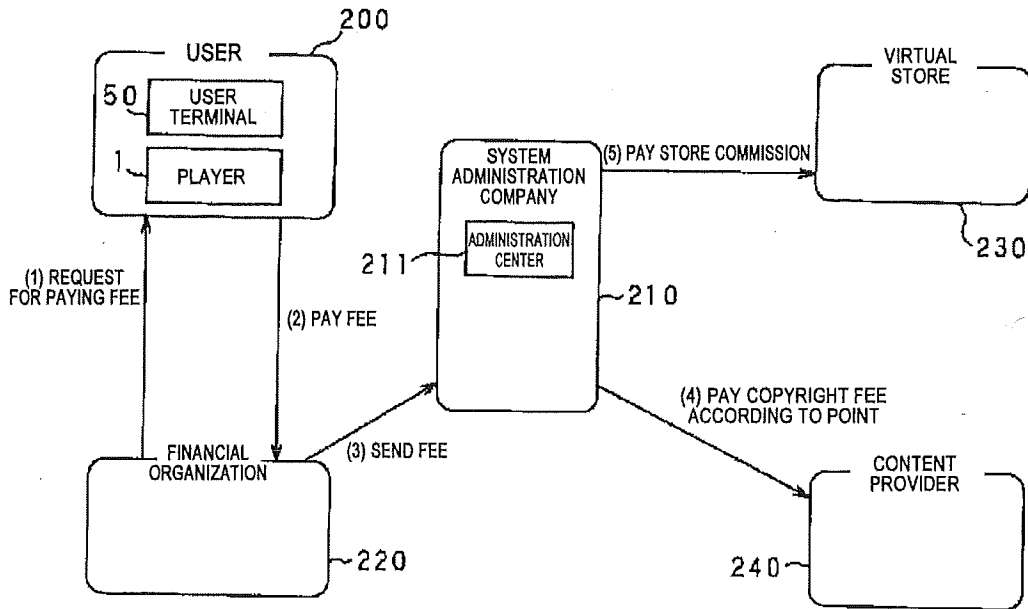 USER
200
50
USER
TERMINAL
1
PLAYER
(1) REQUEST
FOR PAYING FEE
(2) PAY FEE
FINANCIAL
ORGANIZATION
220
(3) SEND FEE
SYSTEM
ADMINISTRATION
COMPANY
211
ADMINISTRATION
CENTER
210
(5) PAY STORE COMMISSION
VIRTUAL
STORE
230
(4) PAY COPYRIGHT FEE
ACCORDING TO POINT
CONTENT
PROVIDER
240